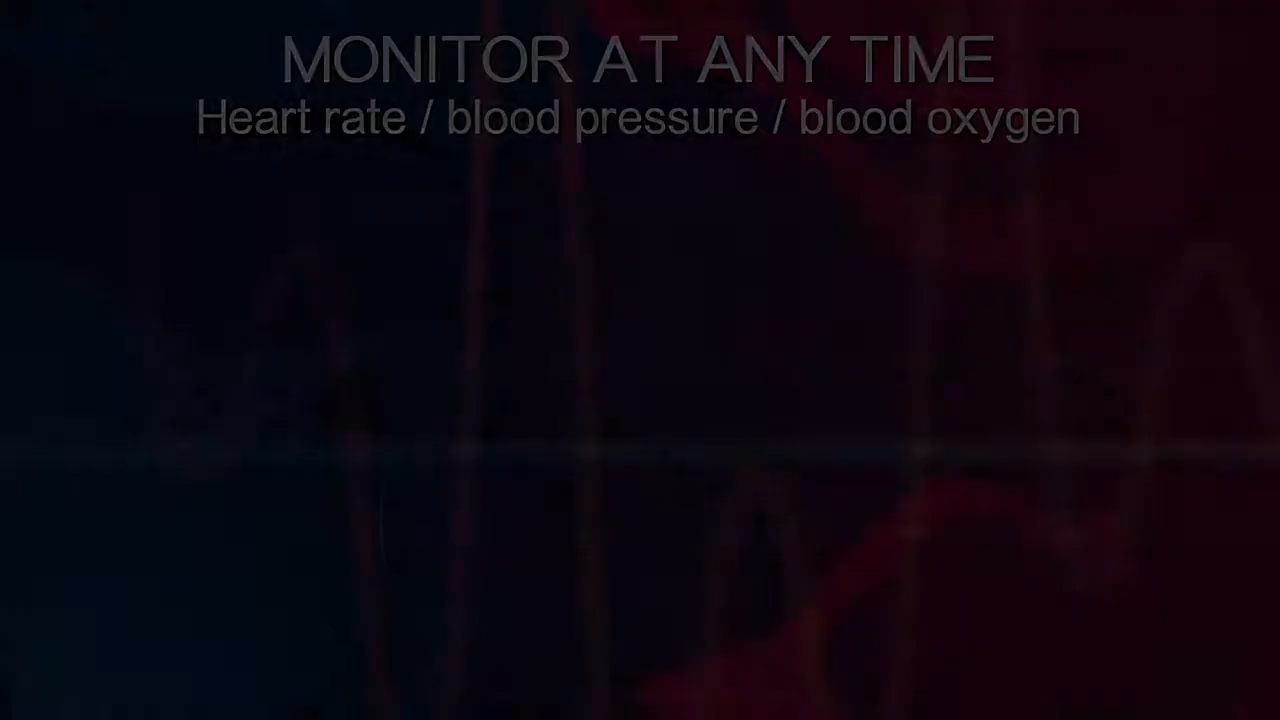 MONITOR AT ANY TIME
Heart rate / blood pressure / blood oxygen